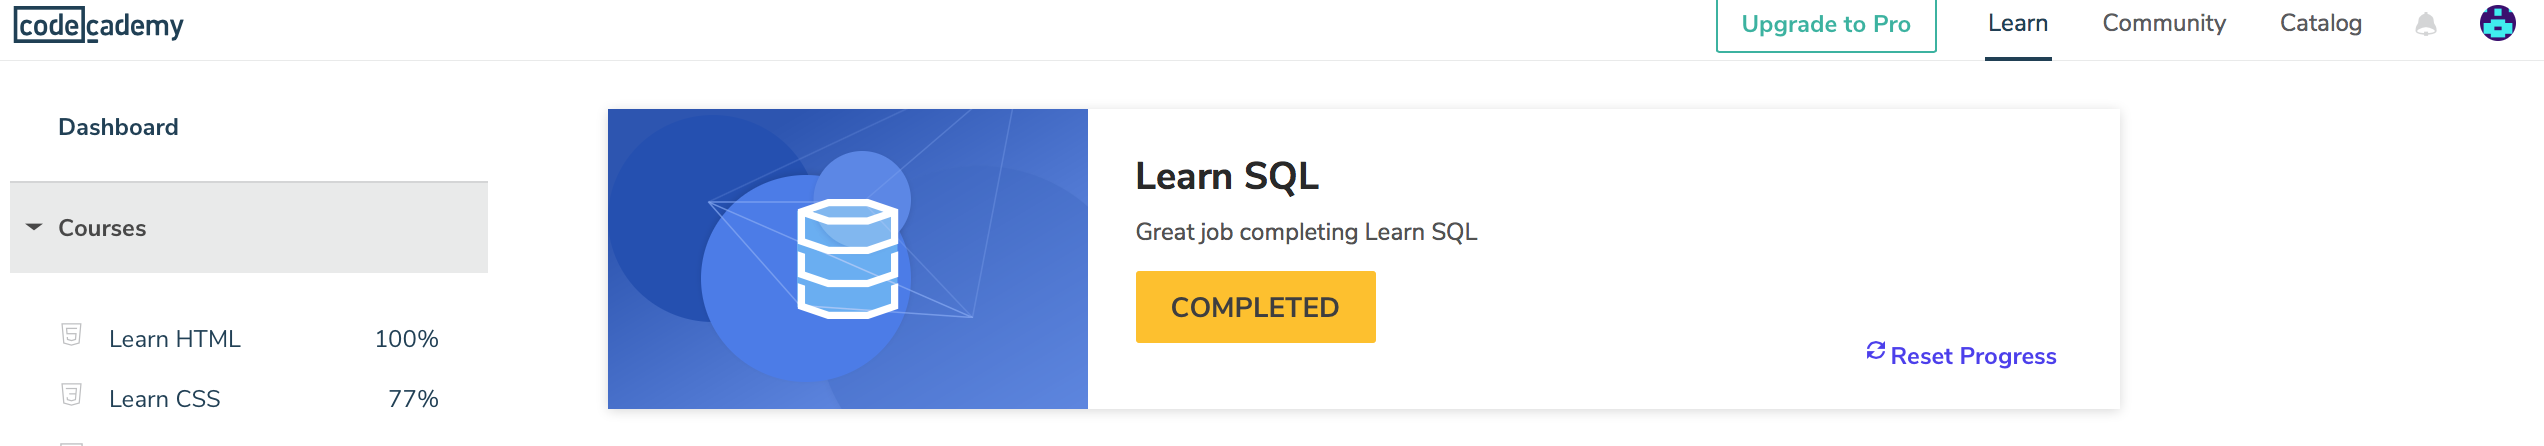 codecademy
Upgrade to Pro
Learn
Community
Catalog
Dashboard
Courses
Learn HTML 100%
Learn CSS 77%
Learn SQL
Great job completing Learn SQL
COMPLETED
Reset Progress